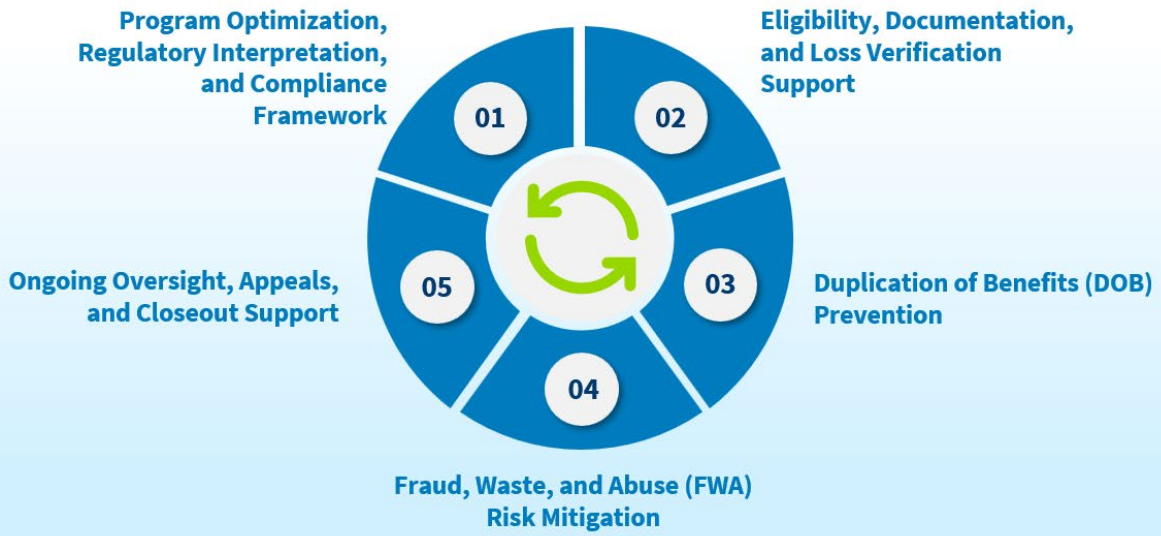 01
Program Optimization,
Regulatory Interpretation,
and Compliance
Framework
02
Eligibility, Documentation,
and Loss Verification
Support
03
Duplication of Benefits (DOB)
Prevention
04
Fraud, Waste, and Abuse (FWA)
Risk Mitigation
05
Ongoing Oversight, Appeals,
and Closeout Support